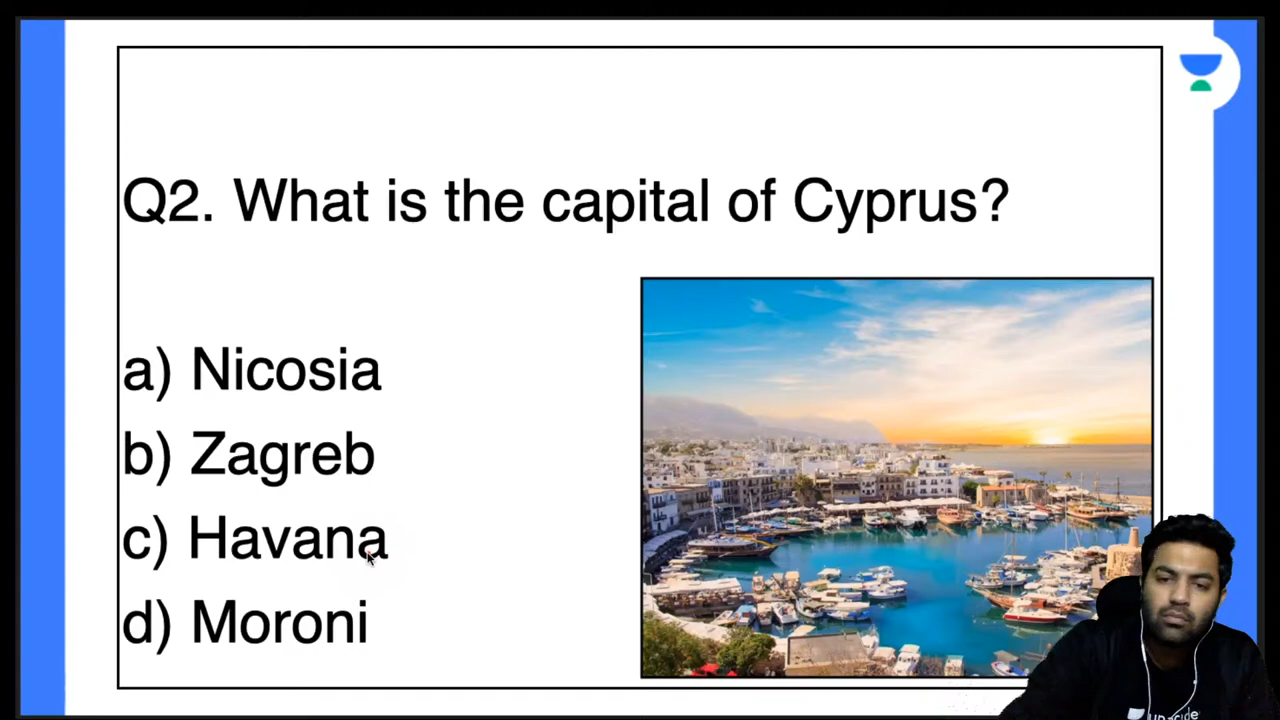 Q2. What is the capital of Cyprus?
a) Nicosia
b) Zagreb
c) Havana
d) Moroni